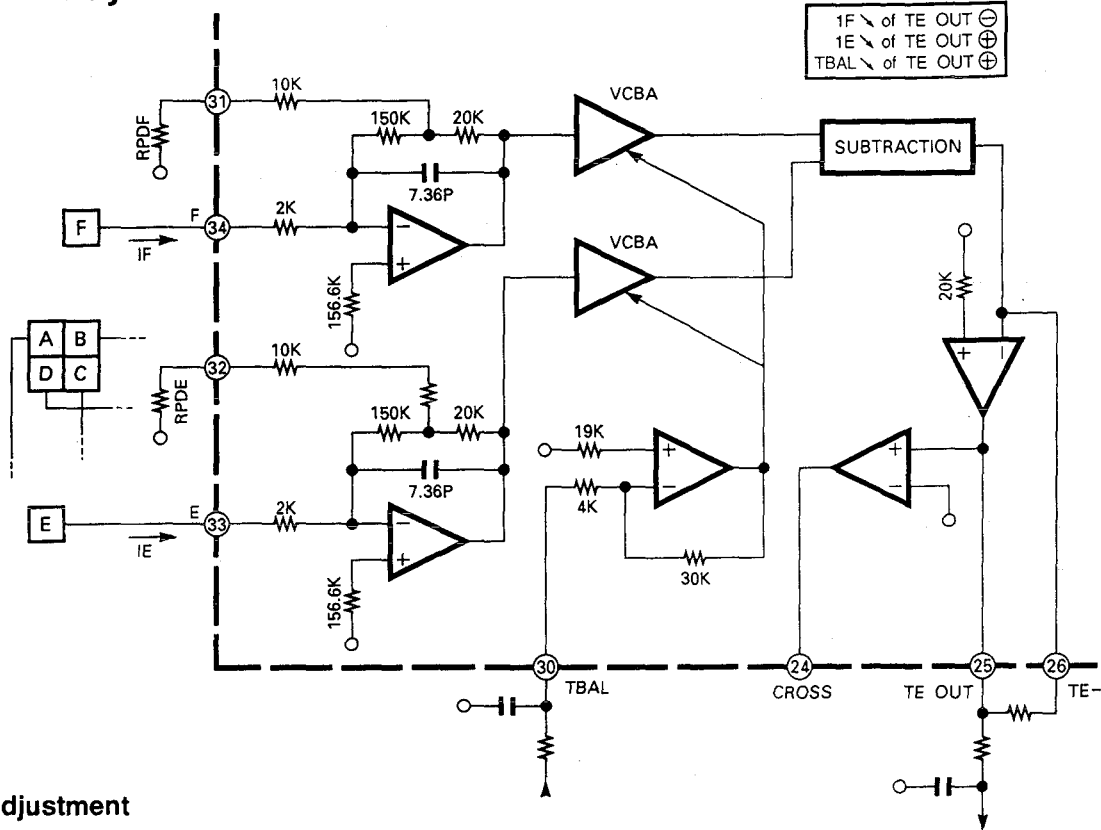 1F ↘ of TE OUT ⊖
1E ↘ of TE OUT ⊕
TBAL ↘ of TE OUT ⊕
31
10K
VCBA
RPDF
150K
20K
SUBTRACTION
7.36P
F
F
34
2K
IF
−
+
156.6K
VCBA
20K
A
B
D
C
32
10K
RPDE
+
−
150K
20K
19K
+
−
4K
+
−
7.36P
30K
E
E
33
2K
IE
−
+
156.6K
30
TBAL
24
CROSS
25
TE OUT
26
TE−
djustment